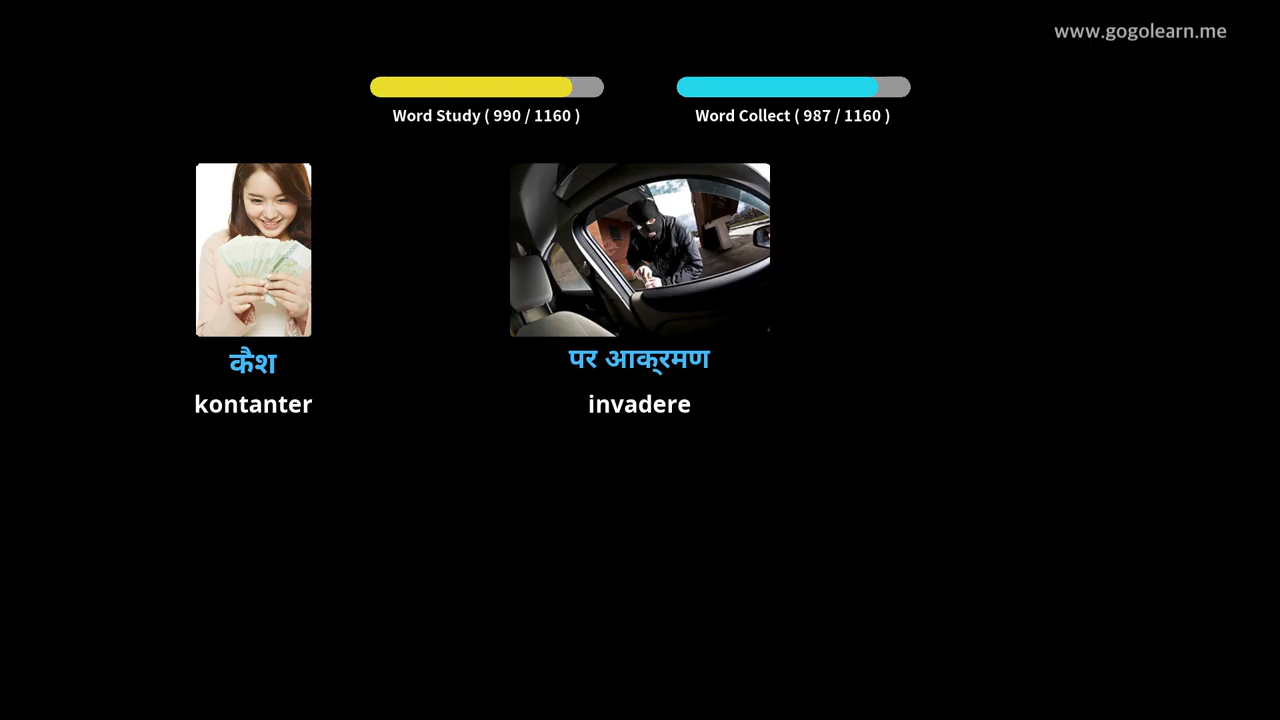 www.gogolearn.me
Word Study ( 990 / 1160 )
Word Collect ( 987 / 1160 )
कैश
पर आक्रमण
kontanter
invadere